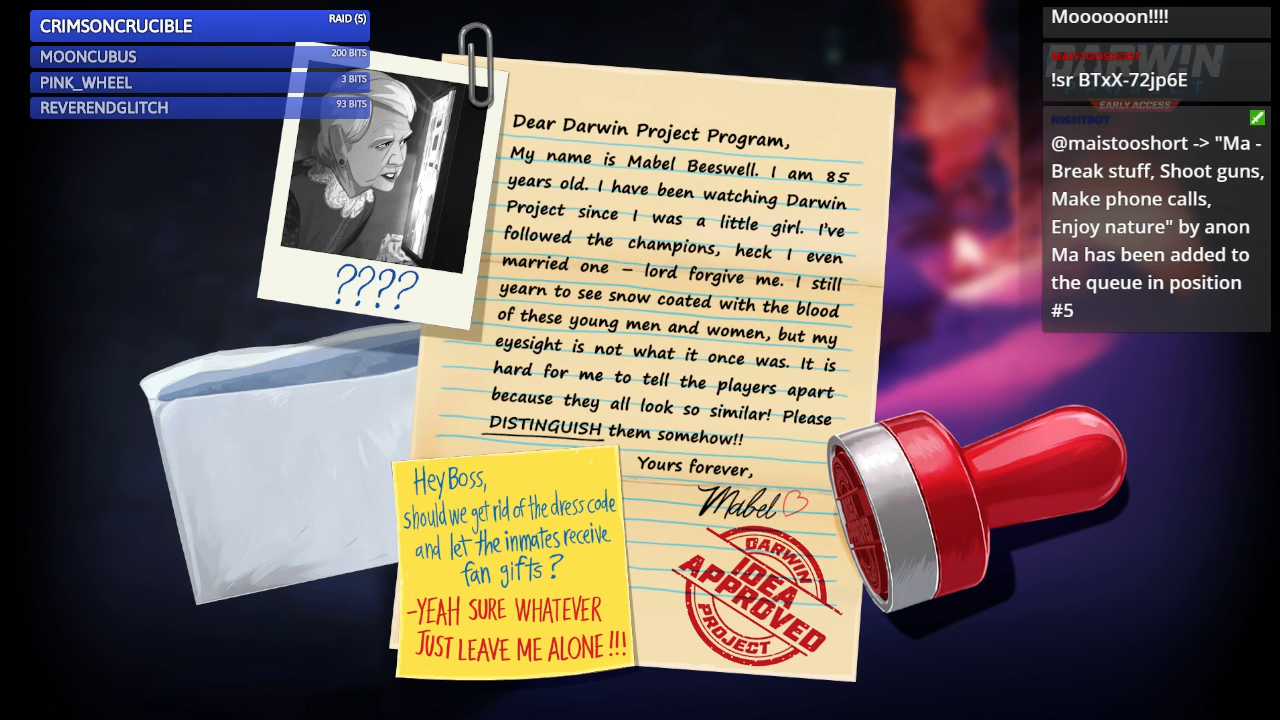 CRIMSONCRUCIBLE RAID (5)
MOONCUBUS 200 BITS
PINK_WHEEL 3 BITS
REVERENDGLITCH 93 BITS
????
Dear Darwin Project Program,
My name is Mabel Beeswell. I am 85
years old. I have been watching Darwin
Project since I was a little girl. I've
followed the champions, heck I even
married one – lord forgive me. I still
yearn to see snow coated with the blood
of these young men and women, but my
eyesight is not what it once was. It is
hard for me to tell the players apart
because they all look so similar! Please
DISTINGUISH them somehow!!
Yours forever,
Mabel
DARWIN
IDEA
APPROVED
PROJECT
Hey Boss,
should we get rid of the dress code
and let the inmates receive
fan gifts?
-YEAH SURE WHATEVER
JUST LEAVE ME ALONE!!!
Moooooon!!!!
MAISTOOSHORT
!sr BTxX-72jp6E
EARLY ACCESS
NIGHTBOT
@maistooshort -> "Ma -
Break stuff, Shoot guns,
Make phone calls,
Enjoy nature" by anon
Ma has been added to
the queue in position
#5